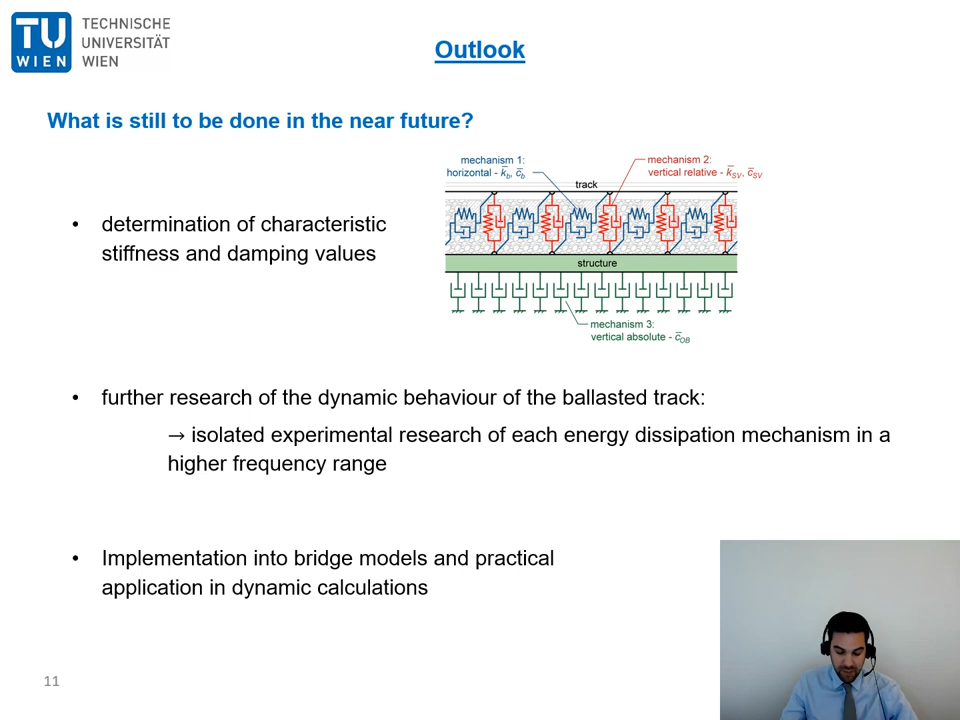 TU
WIEN
TECHNISCHE
UNIVERSITÄT
WIEN
Outlook
What is still to be done in the near future?
• determination of characteristic
stiffness and damping values
mechanism 1:
horizontal - k̅b, c̅b
mechanism 2:
vertical relative - k̅SV, c̅SV
track
structure
mechanism 3:
vertical absolute - c̅OB
• further research of the dynamic behaviour of the ballasted track:
→ isolated experimental research of each energy dissipation mechanism in a
higher frequency range
• Implementation into bridge models and practical
application in dynamic calculations
11